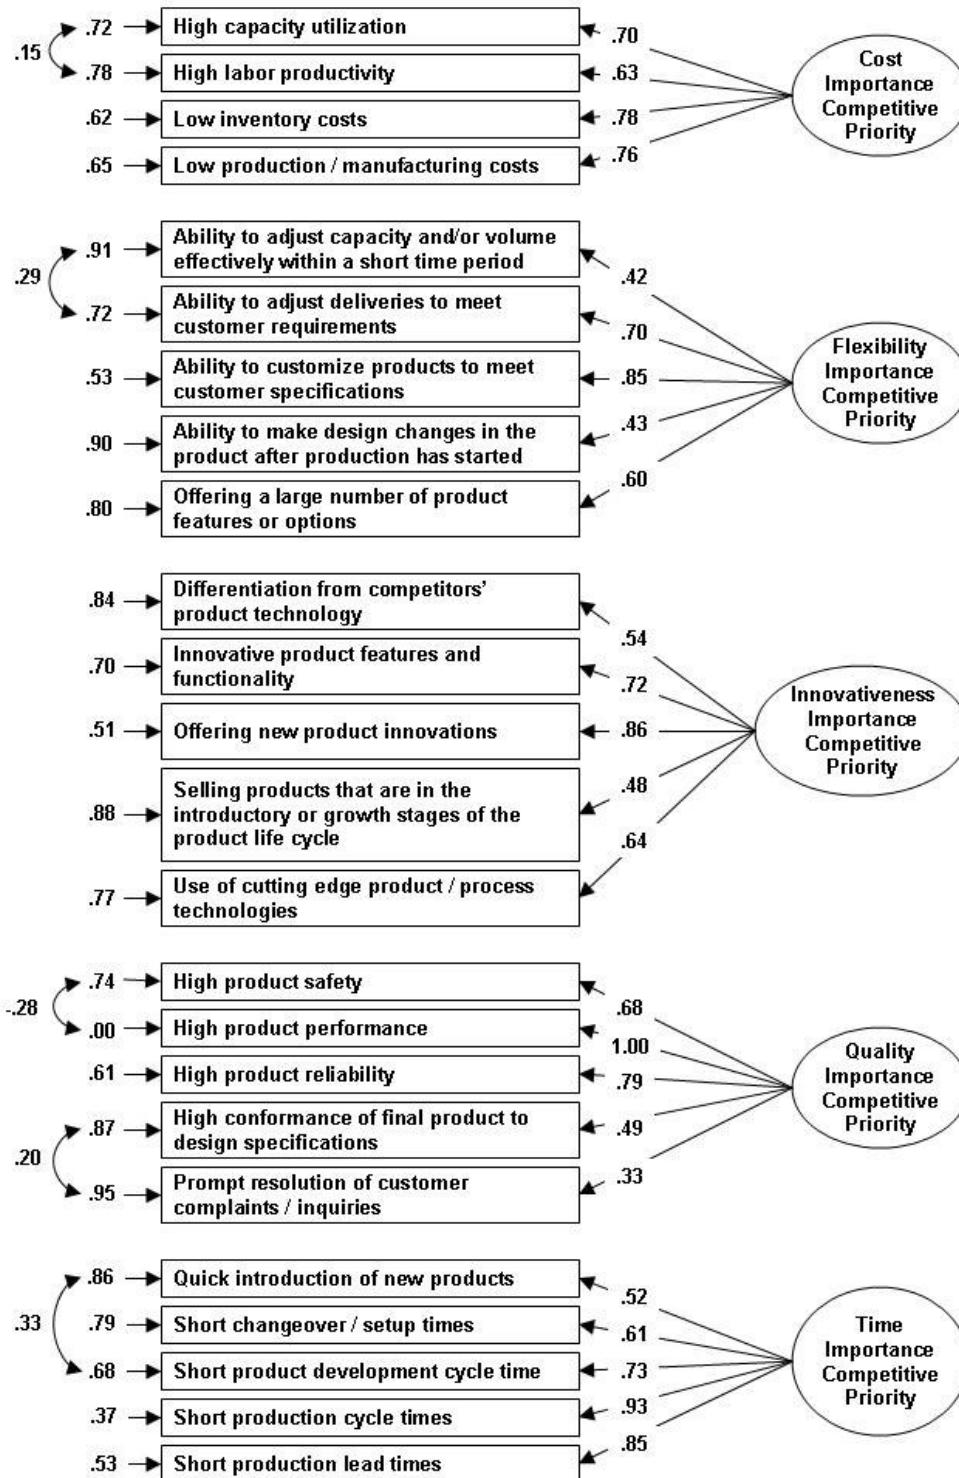 .72 High capacity utilization .70
.15
.78 High labor productivity .63
.62 Low inventory costs .78
.65 Low production / manufacturing costs .76
Cost
Importance
Competitive
Priority
.91 Ability to adjust capacity and/or volume
effectively within a short time period .42
.29
.72 Ability to adjust deliveries to meet
customer requirements .70
.53 Ability to customize products to meet
customer specifications .85
.90 Ability to make design changes in the
product after production has started .43
.80 Offering a large number of product
features or options .60
Flexibility
Importance
Competitive
Priority
.84 Differentiation from competitors'
product technology .54
.70 Innovative product features and
functionality .72
.51 Offering new product innovations .86
.88 Selling products that are in the
introductory or growth stages of the
product life cycle .48
.77 Use of cutting edge product / process
technologies .64
Innovativeness
Importance
Competitive
Priority
.74 High product safety .68
-.28
.00 High product performance 1.00
.61 High product reliability .79
.87 High conformance of final product to
design specifications .49
.20
.95 Prompt resolution of customer
complaints / inquiries .33
Quality
Importance
Competitive
Priority
.86 Quick introduction of new products .52
.33
.79 Short changeover / setup times .61
.68 Short product development cycle time .73
.37 Short production cycle times .93
.53 Short production lead times .85
Time
Importance
Competitive
Priority